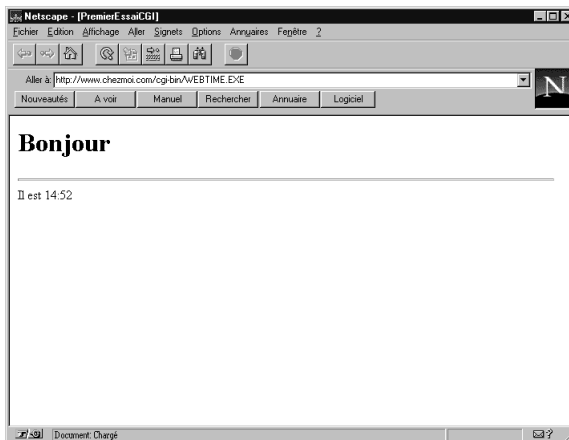 Netscape - [PremierEssaiCGI]
Fichier Edition Affichage Aller Signets Options Annuaires Fenêtre ?
Aller à: http://www.chezmoi.com/cgi-bin/WEBTIME.EXE
N
Nouveautés A voir Manuel Rechercher Annuaire Logiciel
Bonjour
Il est 14:52
Document: Chargé